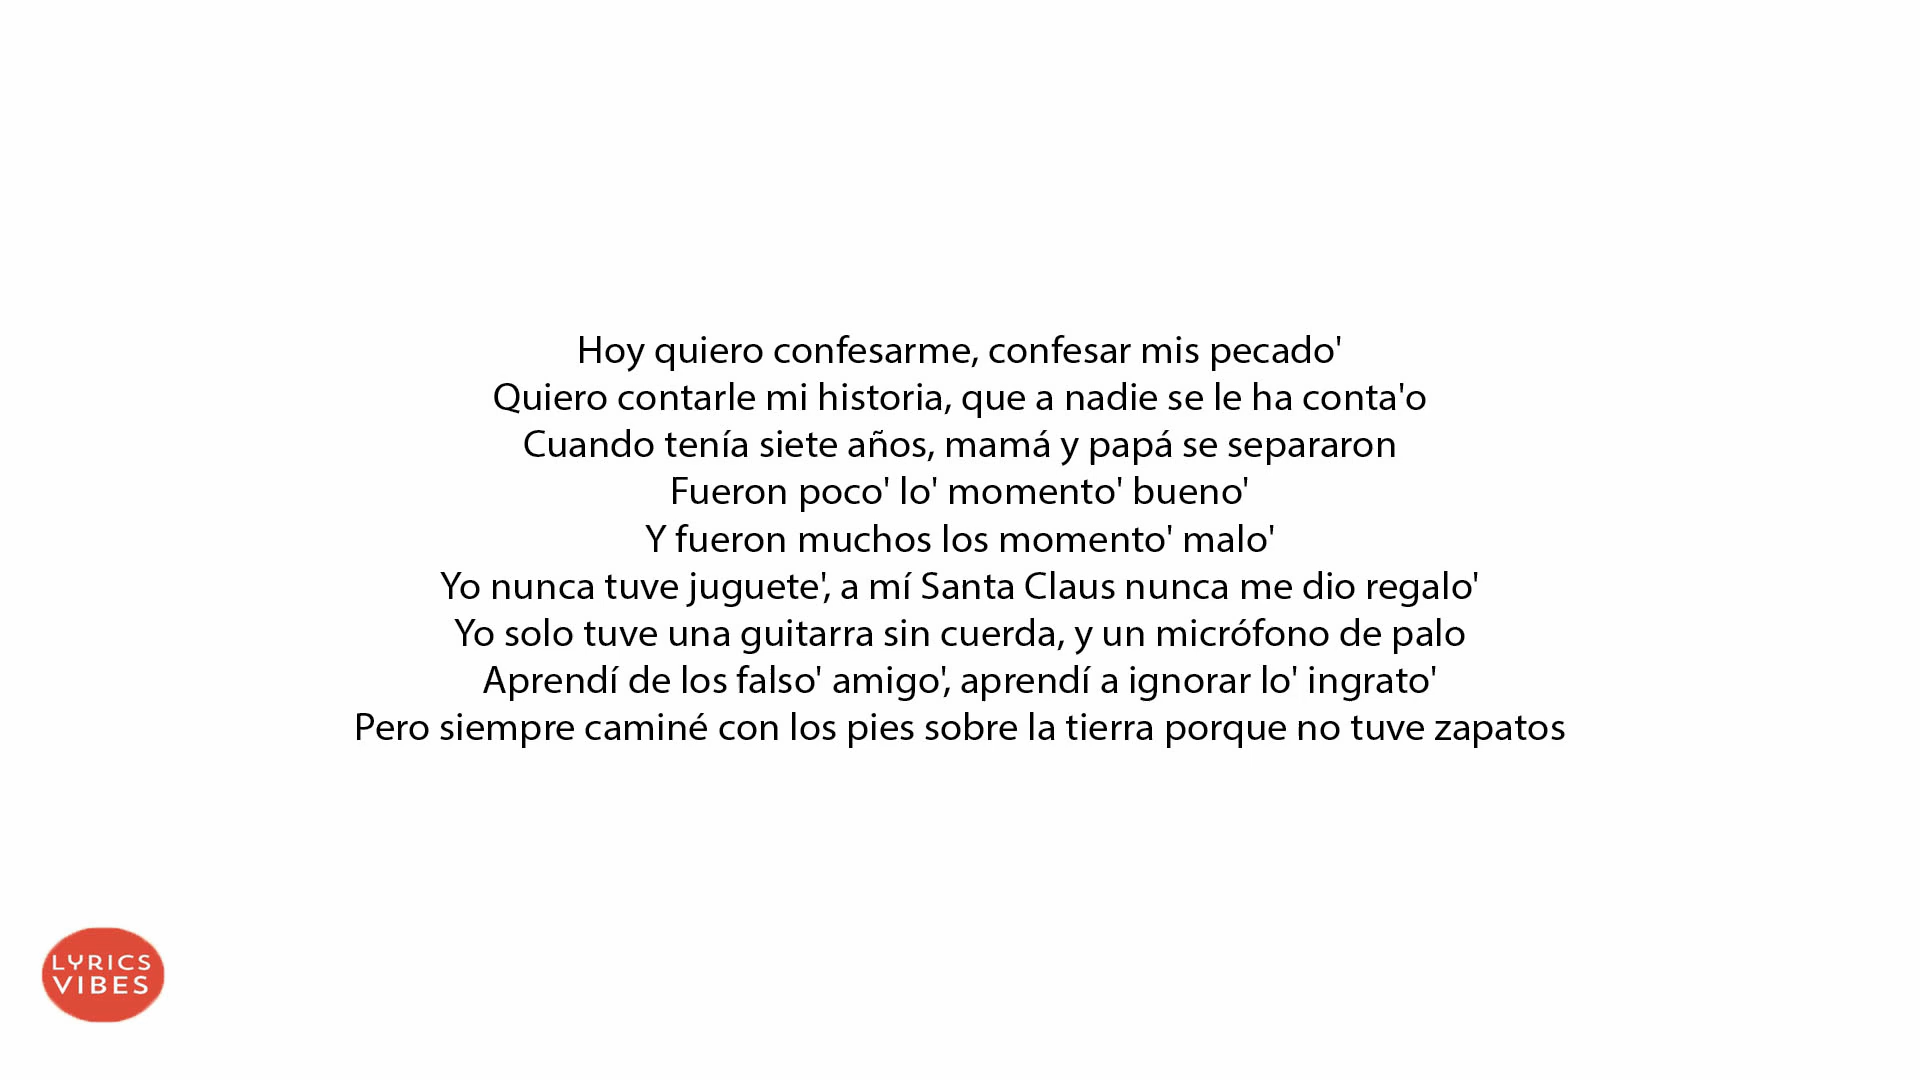 Hoy quiero confesarme, confesar mis pecado'
Quiero contarle mi historia, que a nadie se le ha conta'o
Cuando tenía siete años, mamá y papá se separaron
Fueron poco' lo' momento' bueno'
Y fueron muchos los momento' malo'
Yo nunca tuve juguete', a mí Santa Claus nunca me dio regalo'
Yo solo tuve una guitarra sin cuerda, y un micrófono de palo
Aprendí de los falso' amigo', aprendí a ignorar lo' ingrato'
Pero siempre caminé con los pies sobre la tierra porque no tuve zapatos
LYRICS
VIBES